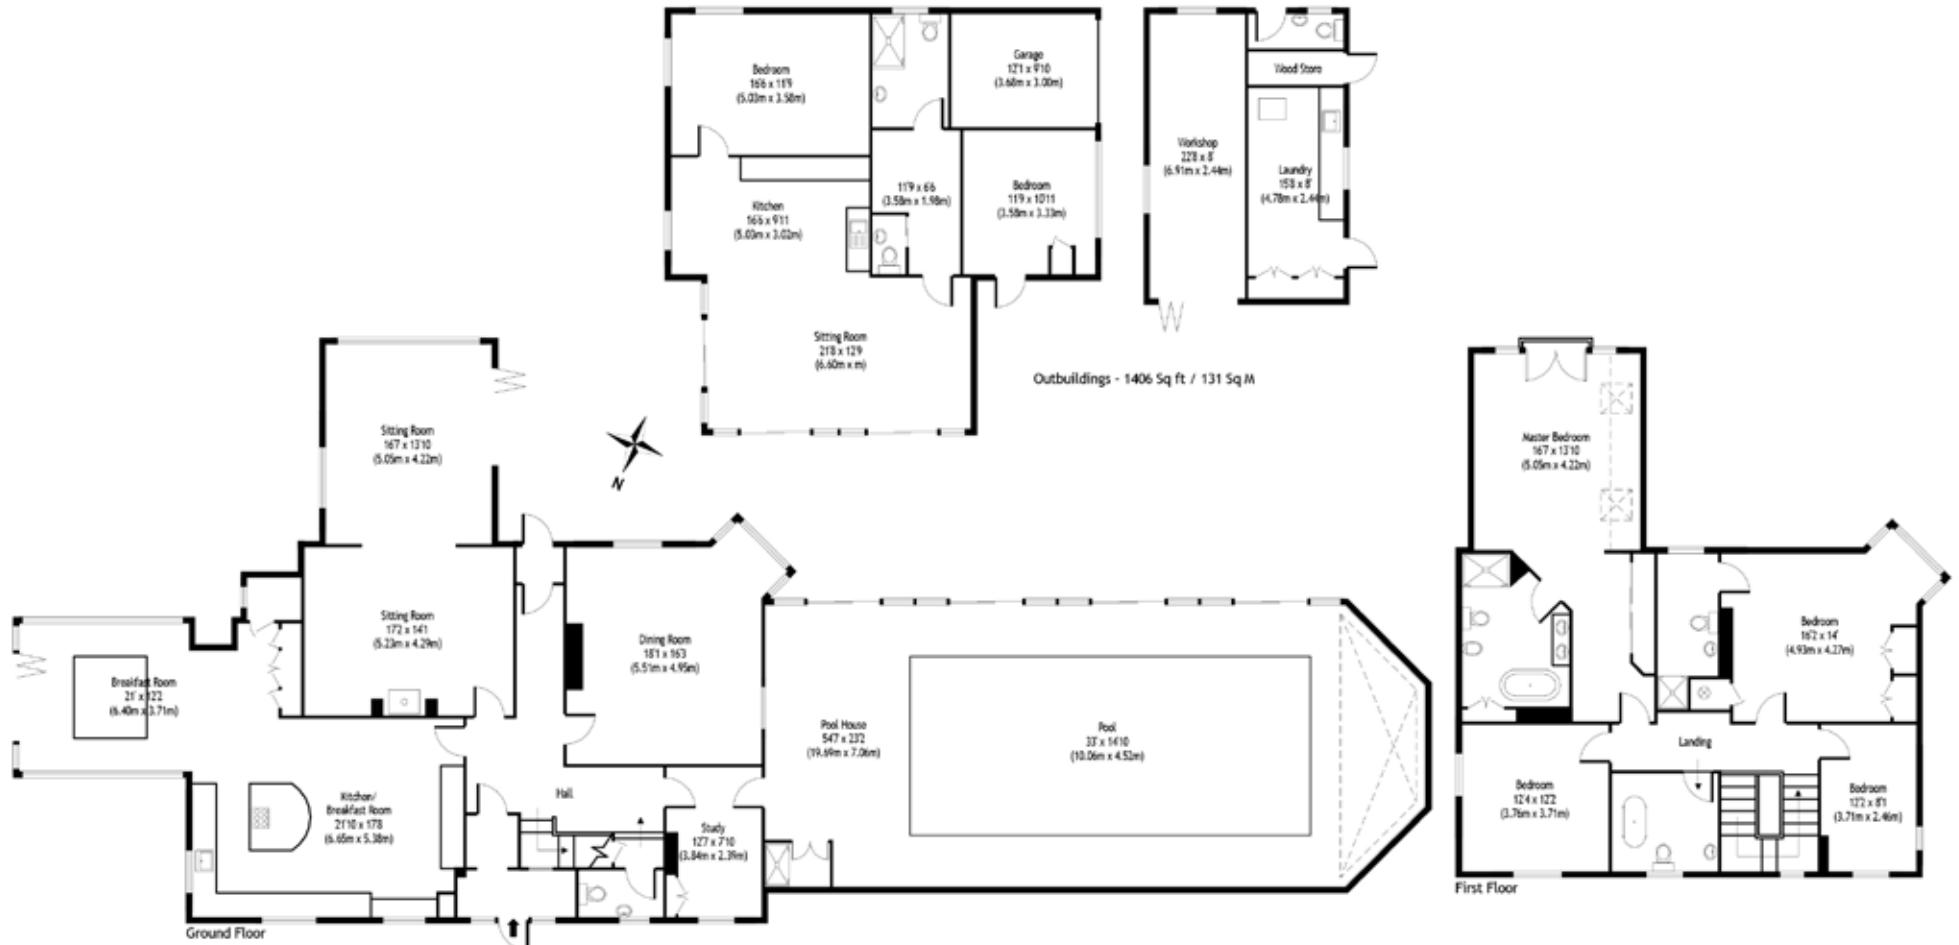 Bedroom
16'6 x 11'9
(5.03m x 3.58m)
Garage
12'1 x 9'10
(3.68m x 3.00m)
Wood Store
Workshop
22'8 x 8'
(6.91m x 2.44m)
Laundry
15'8 x 8'
(4.78m x 2.44m)
11'9 x 6'6
(3.58m x 1.98m)
Bedroom
11'9 x 10'11
(3.58m x 3.33m)
Kitchen
16'6 x 9'11
(5.03m x 3.02m)
Sitting Room
21'8 x 12'9
(6.60m x m)
Outbuildings - 1406 Sq ft / 131 Sq M
Sitting Room
16'7 x 13'10
(5.05m x 4.22m)
N
Sitting Room
17'2 x 14'1
(5.23m x 4.29m)
Dining Room
18'1 x 16'3
(5.51m x 4.95m)
Breakfast Room
21' x 12'2
(6.40m x 3.71m)
Pool House
54'7 x 23'2
(19.69m x 7.06m)
Pool
33' x 14'10
(10.06m x 4.52m)
Kitchen/
Breakfast Room
21'10 x 17'8
(6.65m x 5.38m)
Hall
Study
12'7 x 7'10
(3.84m x 2.39m)
Ground Floor
Master Bedroom
16'7 x 13'10
(5.05m x 4.22m)
Bedroom
16'2 x 14'
(4.93m x 4.27m)
Landing
Bedroom
12'4 x 12'2
(3.76m x 3.71m)
Bedroom
12'2 x 8'1
(3.71m x 2.46m)
First Floor